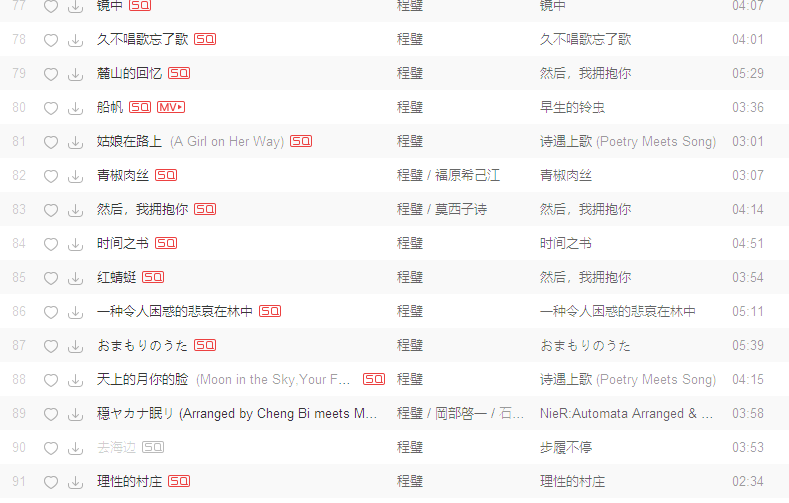 77 镜中 SQ 程璧 镜中 04:07
78 久不唱歌忘了歌 SQ 程璧 久不唱歌忘了歌 04:01
79 麓山的回忆 SQ 程璧 然后，我拥抱你 05:29
80 船帆 SQ MV 程璧 早生的铃虫 03:36
81 姑娘在路上 (A Girl on Her Way) SQ 程璧 诗遇上歌 (Poetry Meets Song) 03:01
82 青椒肉丝 SQ 程璧 / 福原希己江 青椒肉丝 03:07
83 然后，我拥抱你 SQ 程璧 / 莫西子诗 然后，我拥抱你 04:14
84 时间之书 SQ 程璧 时间之书 04:51
85 红蜻蜓 SQ 程璧 然后，我拥抱你 03:54
86 一种令人困惑的悲哀在林中 SQ 程璧 一种令人困惑的悲哀在林中 05:11
87 おまもりのうた SQ 程璧 おまもりのうた 05:39
88 天上的月你的脸 (Moon in the Sky,Your F... SQ 程璧 诗遇上歌 (Poetry Meets Song) 04:15
89 穏ヤカナ眠リ (Arranged by Cheng Bi meets M... 程璧 / 岡部啓一 / 石... NieR:Automata Arranged & ... 03:58
90 去海边 SQ 程璧 步履不停 03:53
91 理性的村庄 SQ 程璧 理性的村庄 02:34